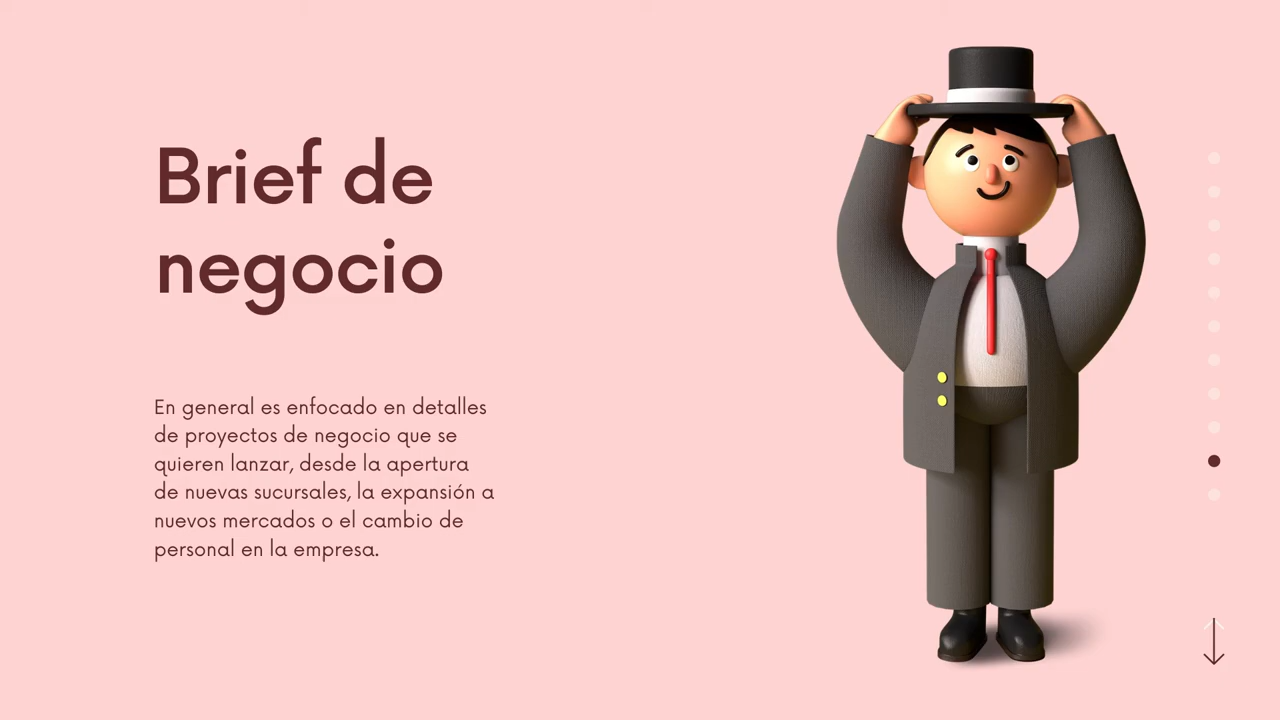 Brief de
negocio
En general es enfocado en detalles
de proyectos de negocio que se
quieren lanzar, desde la apertura
de nuevas sucursales, la expansión a
nuevos mercados o el cambio de
personal en la empresa.